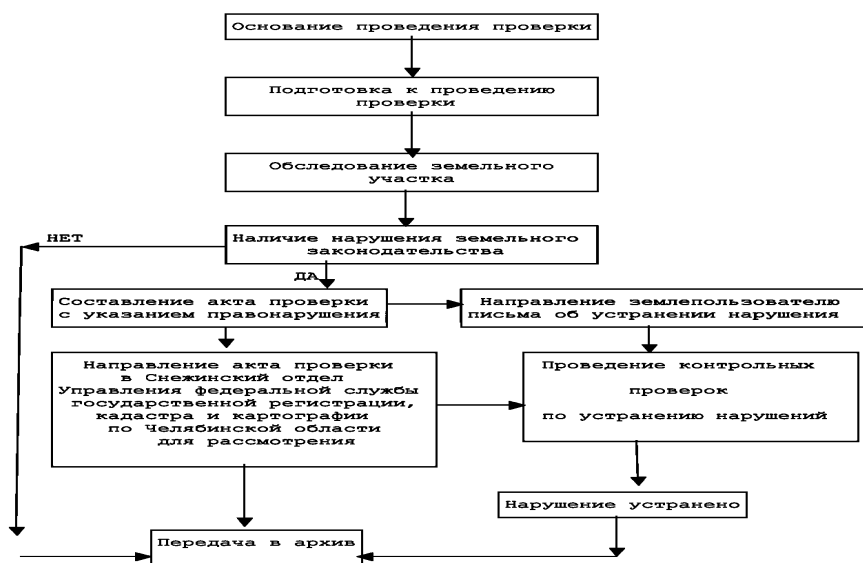 Основание проведения проверки
Подготовка к проведению
проверки
Обследование земельного
участка
НЕТ
Наличие нарушения земельного
законодательства
ДА
Составление акта проверки
с указанием правонарушения
Направление землепользователю
письма об устранении нарушения
Направление акта проверки
в Снежинский отдел
Управления федеральной службы
государственной регистрации,
кадастра и картографии
по Челябинской области
для рассмотрения
Проведение контрольных
проверок
по устранению нарушений
Нарушение устранено
Передача в архив